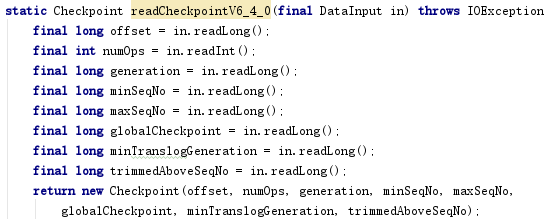 static Checkpoint readCheckpointV6_4_0(final DataInput in) throws IOException
final long offset = in.readLong();
final int numOps = in.readInt();
final long generation = in.readLong();
final long minSeqNo = in.readLong();
final long maxSeqNo = in.readLong();
final long globalCheckpoint = in.readLong();
final long minTranslogGeneration = in.readLong();
final long trimmedAboveSeqNo = in.readLong();
return new Checkpoint(offset, numOps, generation, minSeqNo, maxSeqNo,
globalCheckpoint, minTranslogGeneration, trimmedAboveSeqNo);